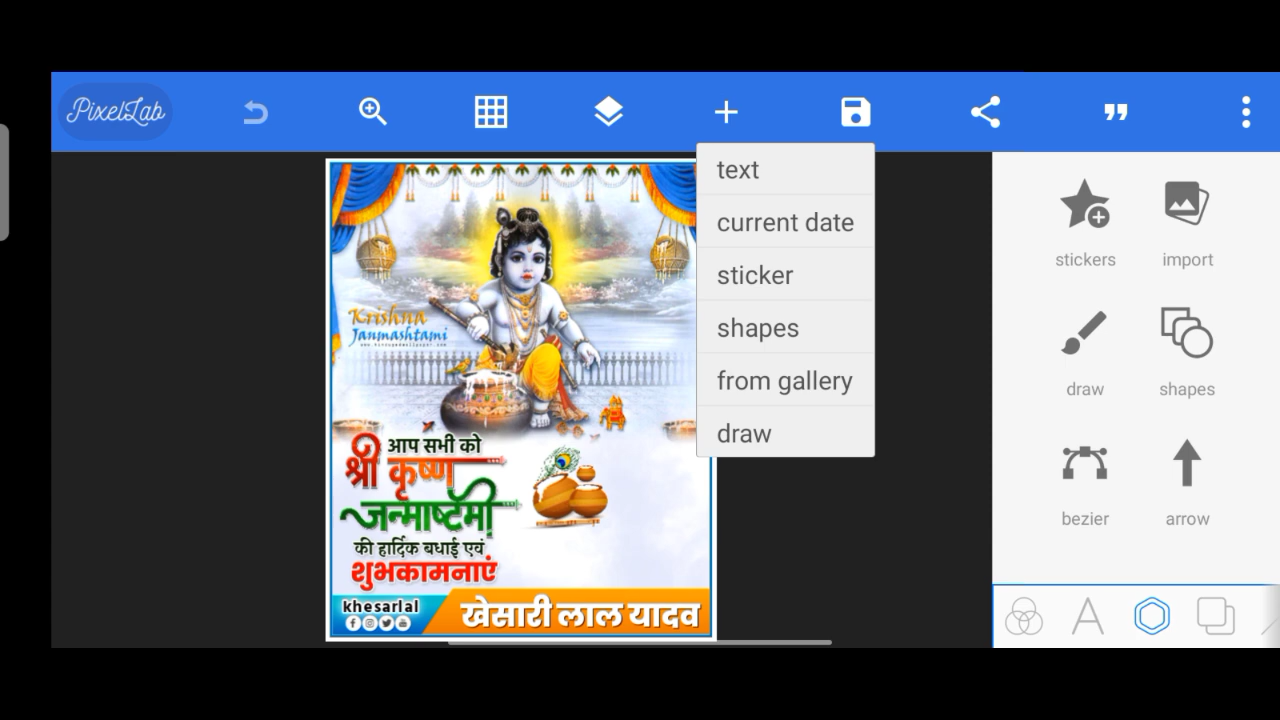 PixelLab
text
current date
sticker
shapes
from gallery
draw
stickers
import
draw
shapes
bezier
arrow
Krishna
Janmashtami
आप सभी को
श्री कृष्ण
जन्माष्टमी
की हार्दिक बधाई एवं
शुभकामनाएं
khesarlal
खेसारी लाल यादव